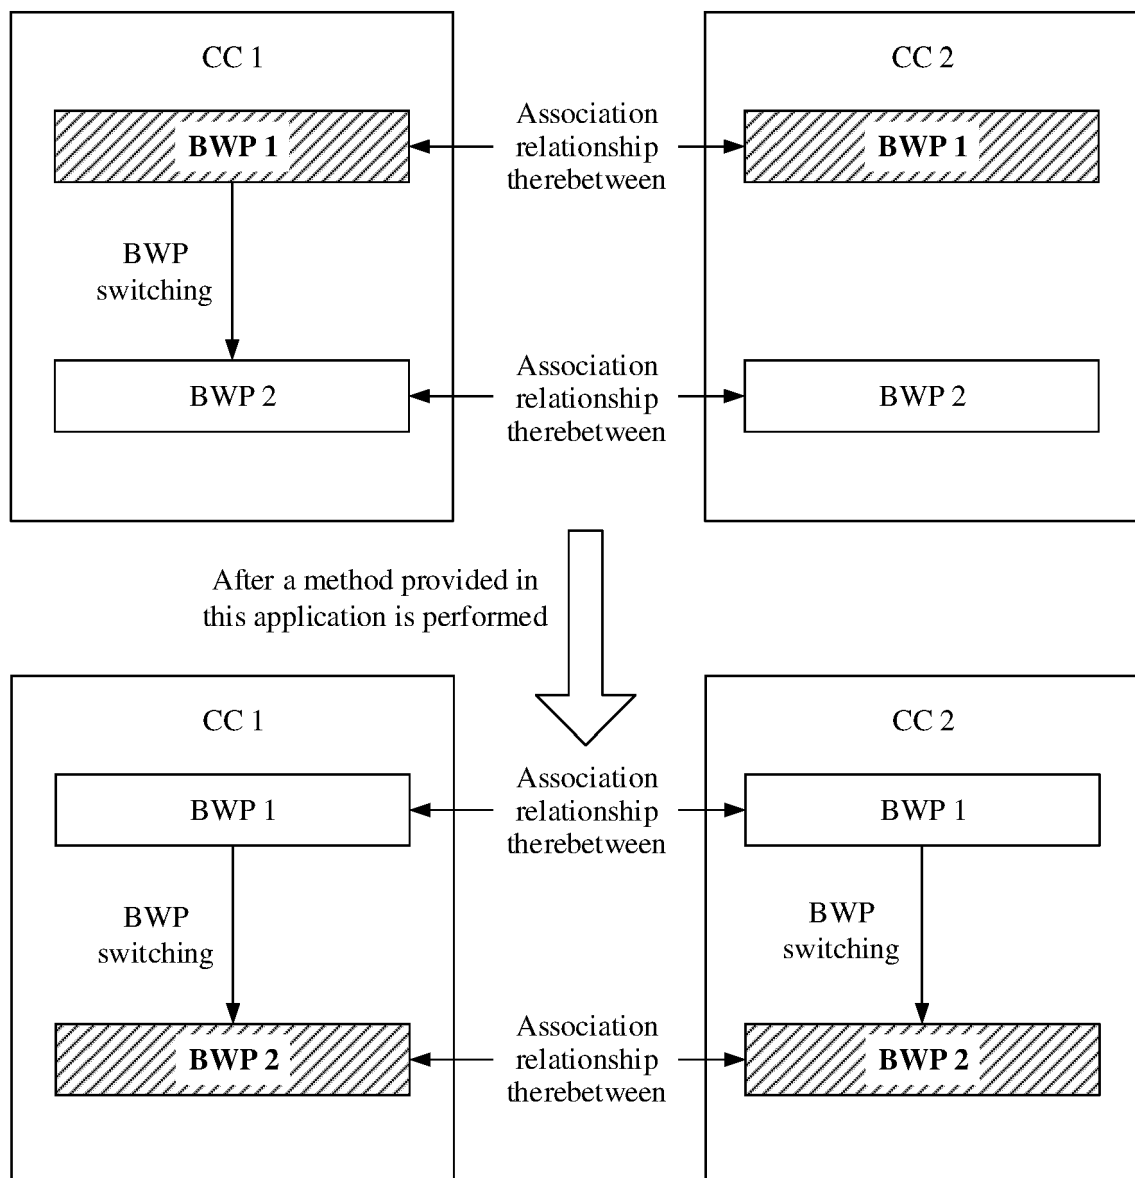 CC 1
CC 2
BWP 1
Association
relationship
therebetween
BWP 1
BWP
switching
BWP 2
Association
relationship
therebetween
BWP 2
After a method provided in
this application is performed
CC 1
CC 2
BWP 1
Association
relationship
therebetween
BWP 1
BWP
switching
BWP
switching
BWP 2
Association
relationship
therebetween
BWP 2